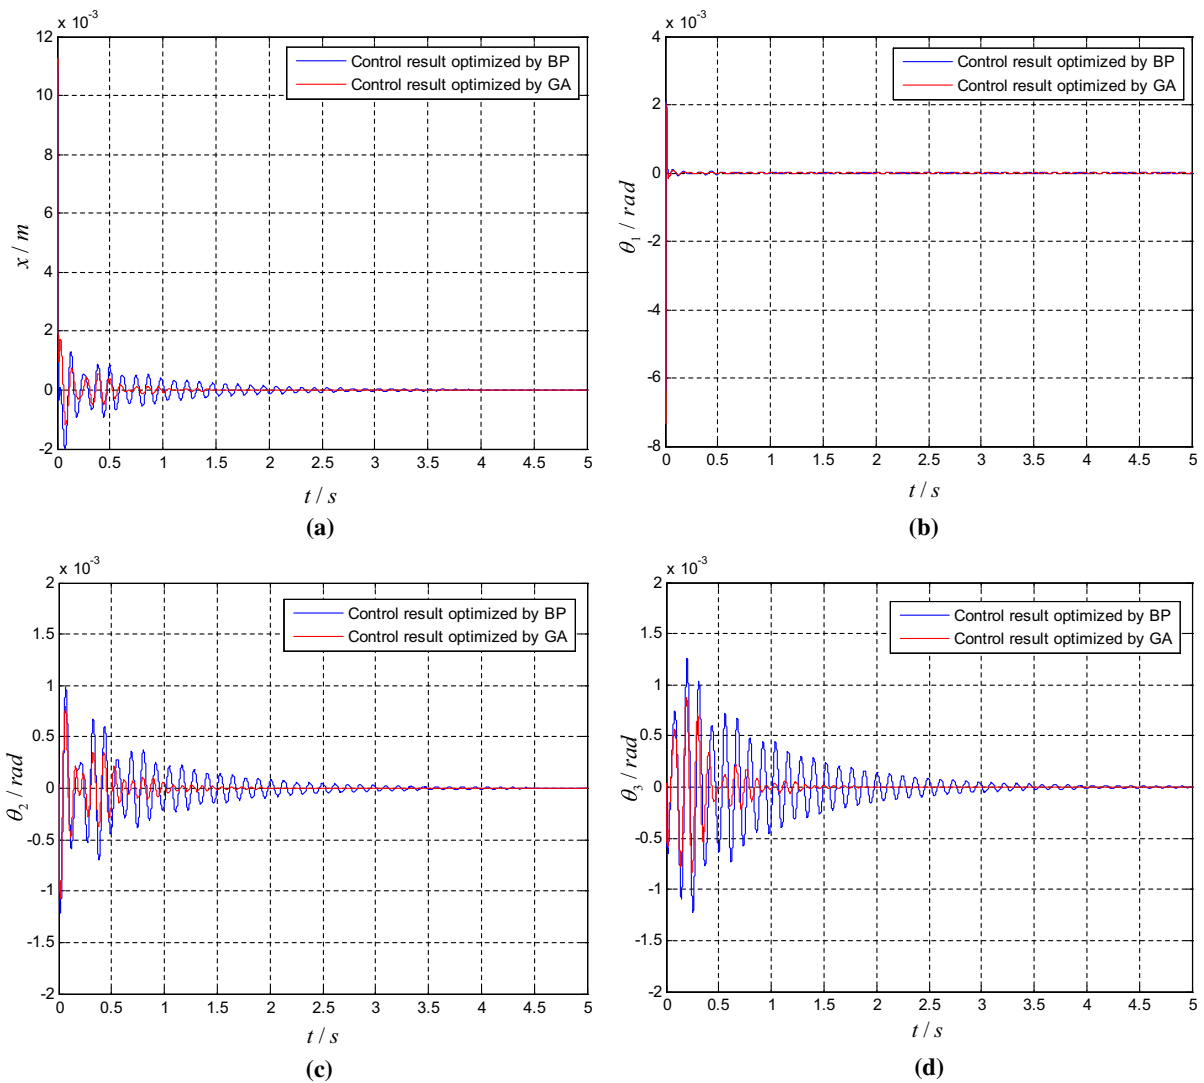 x 10-3
12
10
8
6
4
2
0
-2
x / m
0 0.5 1 1.5 2 2.5 3 3.5 4 4.5 5
t / s
Control result optimized by BP
Control result optimized by GA
(a)
x 10-3
4
2
0
-2
-4
-6
-8
θ1 / rad
0 0.5 1 1.5 2 2.5 3 3.5 4 4.5 5
t / s
Control result optimized by BP
Control result optimized by GA
(b)
x 10-3
2
1.5
1
0.5
0
-0.5
-1
-1.5
-2
θ2 / rad
0 0.5 1 1.5 2 2.5 3 3.5 4 4.5 5
t / s
Control result optimized by BP
Control result optimized by GA
(c)
x 10-3
2
1.5
1
0.5
0
-0.5
-1
-1.5
-2
θ3 / rad
0 0.5 1 1.5 2 2.5 3 3.5 4 4.5 5
t / s
Control result optimized by BP
Control result optimized by GA
(d)